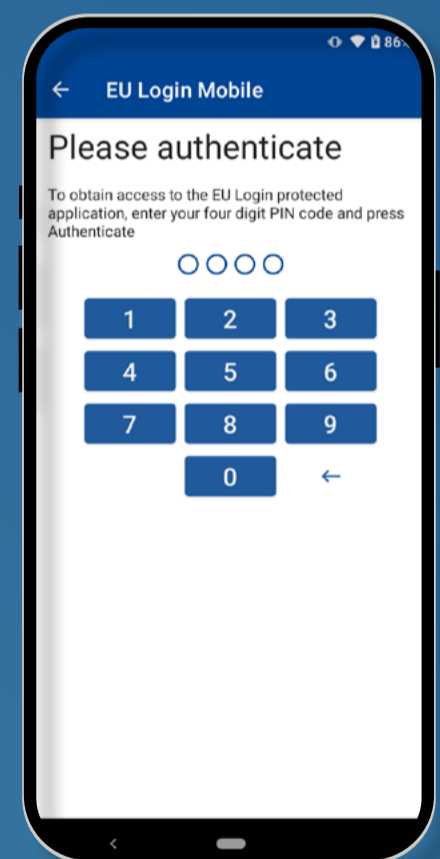 86%
EU Login Mobile
Please authenticate
To obtain access to the EU Login protected
application, enter your four digit PIN code and press
Authenticate
1 2 3
4 5 6
7 8 9
0